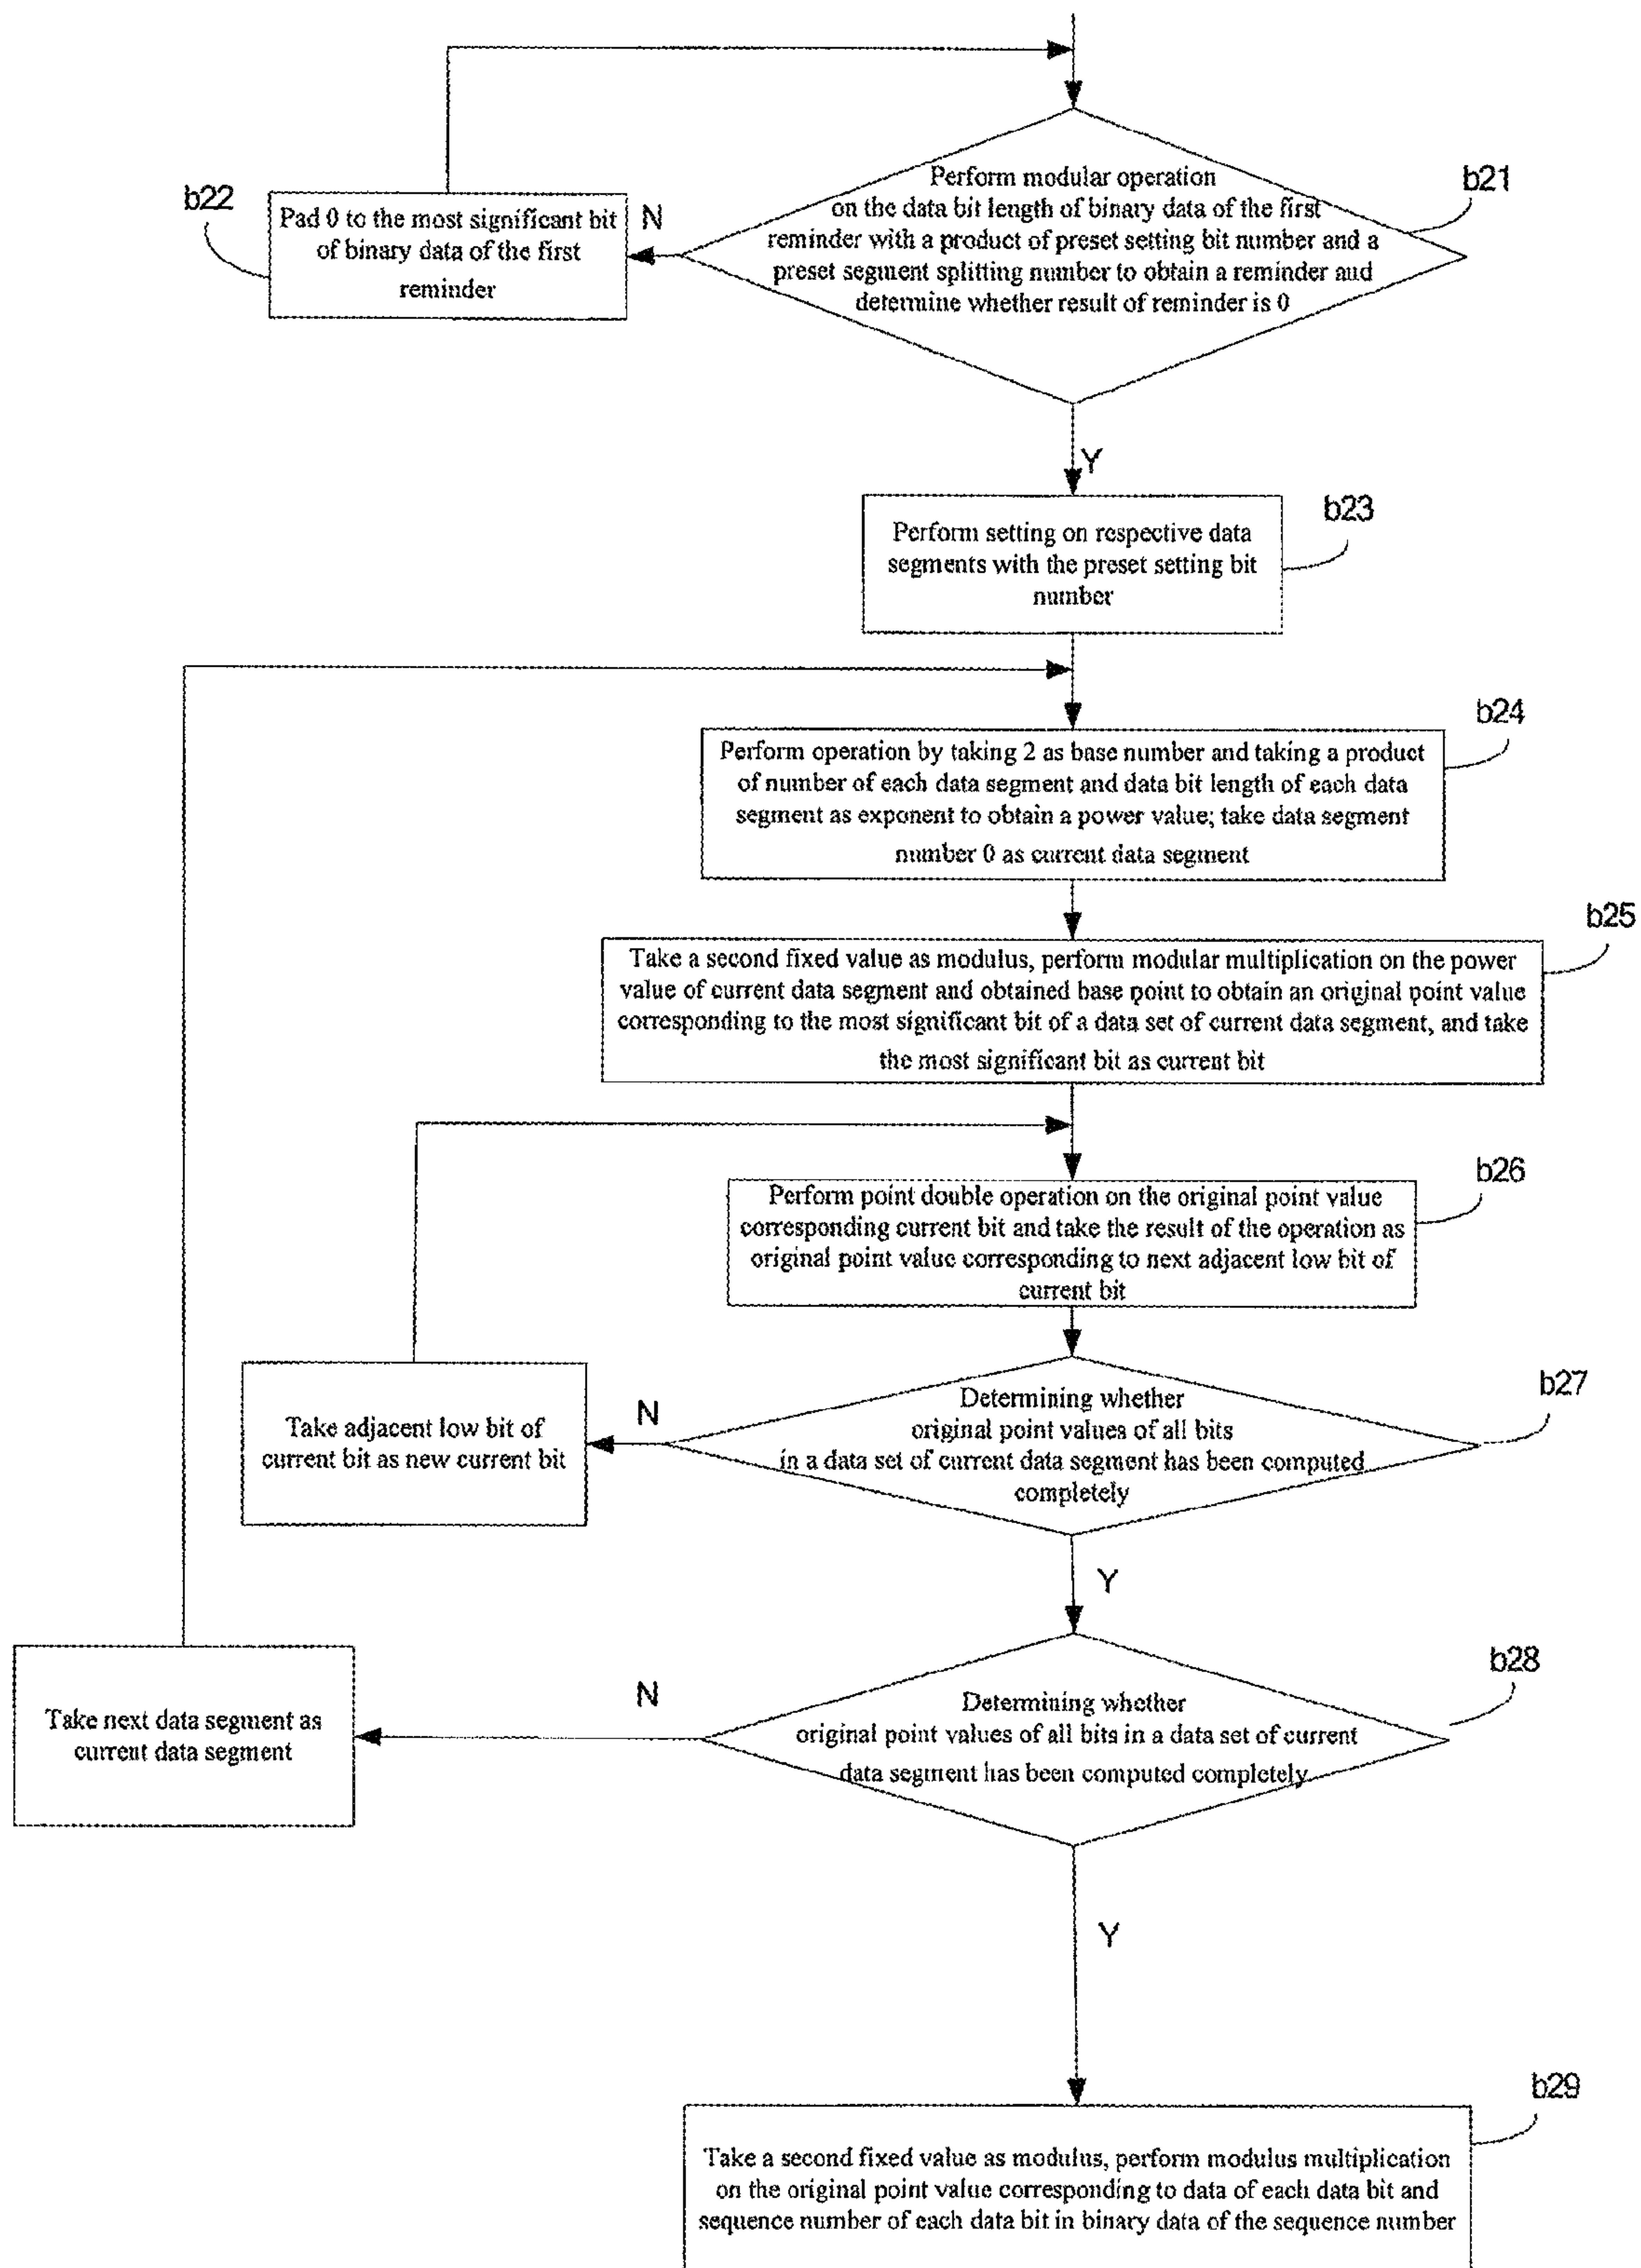 Perform modular operation
on the data bit length of binary data of the first
reminder with a product of preset setting bit number and a
preset segment splitting number to obtain a reminder and
determine whether result of reminder is 0
b21
b22
Pad 0 to the most significant bit
of binary data of the first
reminder
N
Y
b23
Perform setting on respective data
segments with the preset setting bit
number
b24
Perform operation by taking 2 as base number and taking a product
of number of each data segment and data bit length of each data
segment as exponent to obtain a power value; take data segment
number 0 as current data segment
b25
Take a second fixed value as modulus, perform modular multiplication on the power
value of current data segment and obtained base point to obtain an original point value
corresponding to the most significant bit of a data set of current data segment, and take
the most significant bit as current bit
b26
Perform point double operation on the original point value
corresponding current bit and take the result of the operation as
original point value corresponding to next adjacent low bit of
current bit
b27
Determining whether
original point values of all bits
in a data set of current data segment has been computed
completely
N
Take adjacent low bit of
current bit as new current bit
Y
b28
Determining whether
original point values of all bits in a data set of current
data segment has been computed completely
N
Take next data segment as
current data segment
Y
b29
Take a second fixed value as modulus, perform modulus multiplication
on the original point value corresponding to data of each data bit and
sequence number of each data bit in binary data of the sequence number